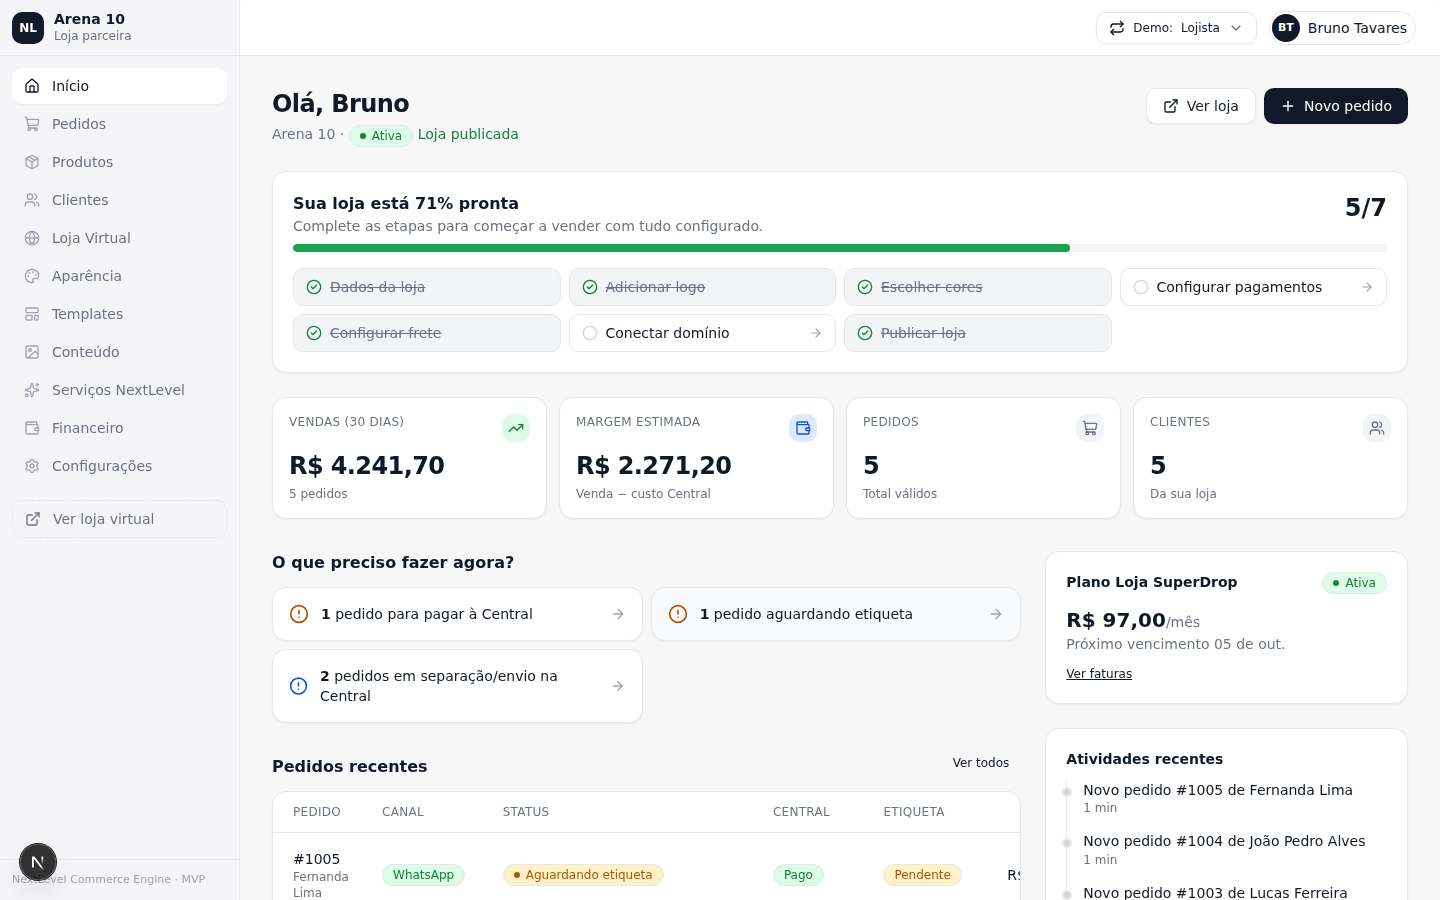 NL
Arena 10
Loja parceira
Demo: Lojista
BT
Bruno Tavares
Início
Pedidos
Produtos
Clientes
Loja Virtual
Aparência
Templates
Conteúdo
Serviços NextLevel
Financeiro
Configurações
Ver loja virtual
NextLevel Commerce Engine · MVP
N
Olá, Bruno
Arena 10 · Ativa Loja publicada
Ver loja
Novo pedido
Sua loja está 71% pronta
Complete as etapas para começar a vender com tudo configurado.
5/7
Dados da loja
Adicionar logo
Escolher cores
Configurar pagamentos
Configurar frete
Conectar domínio
Publicar loja
VENDAS (30 DIAS)
R$ 4.241,70
5 pedidos
MARGEM ESTIMADA
R$ 2.271,20
Venda − custo Central
PEDIDOS
5
Total válidos
CLIENTES
5
Da sua loja
O que preciso fazer agora?
1 pedido para pagar à Central
1 pedido aguardando etiqueta
2 pedidos em separação/envio na
Central
Plano Loja SuperDrop
Ativa
R$ 97,00/mês
Próximo vencimento 05 de out.
Ver faturas
Pedidos recentes
Ver todos
PEDIDO CANAL STATUS CENTRAL ETIQUETA
#1005
Fernanda
Lima
WhatsApp
Aguardando etiqueta
Pago
Pendente
Atividades recentes
Novo pedido #1005 de Fernanda Lima
1 min
Novo pedido #1004 de João Pedro Alves
1 min
Novo pedido #1003 de Lucas Ferreira